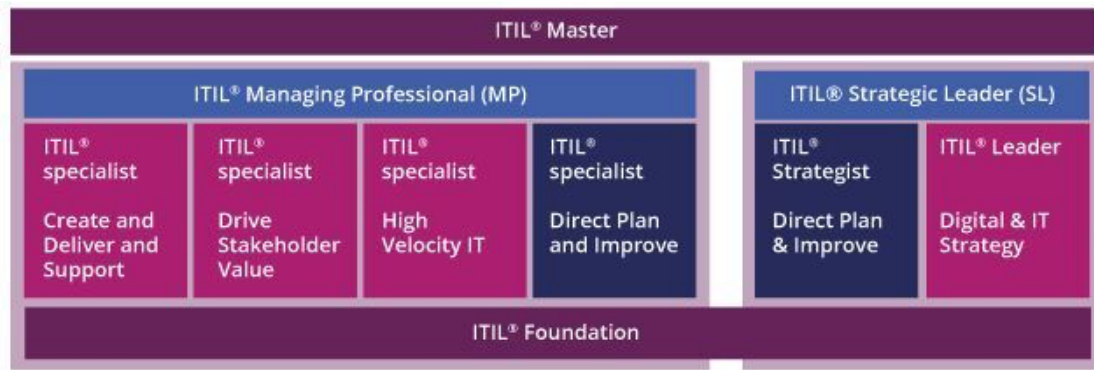 ITIL® Master
ITIL® Managing Professional (MP)
ITIL® Strategic Leader (SL)
ITIL®
specialist
Create and
Deliver and
Support
ITIL®
specialist
Drive
Stakeholder
Value
ITIL®
specialist
High
Velocity IT
ITIL®
specialist
Direct Plan
and Improve
ITIL®
Strategist
Direct Plan
& Improve
ITIL® Leader
Digital & IT
Strategy
ITIL® Foundation